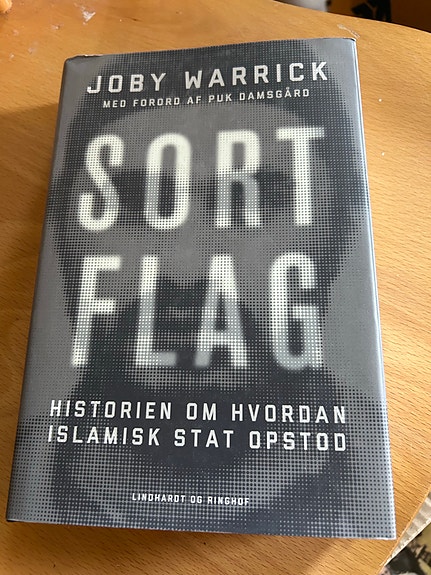 JOBY WARRICK
MED FORORD AF PUK DAMSGÅRD
SORT
FLAG
HISTORIEN OM HVORDAN
ISLAMISK STAT OPSTOD
LINDHARDT OG RINGHOF